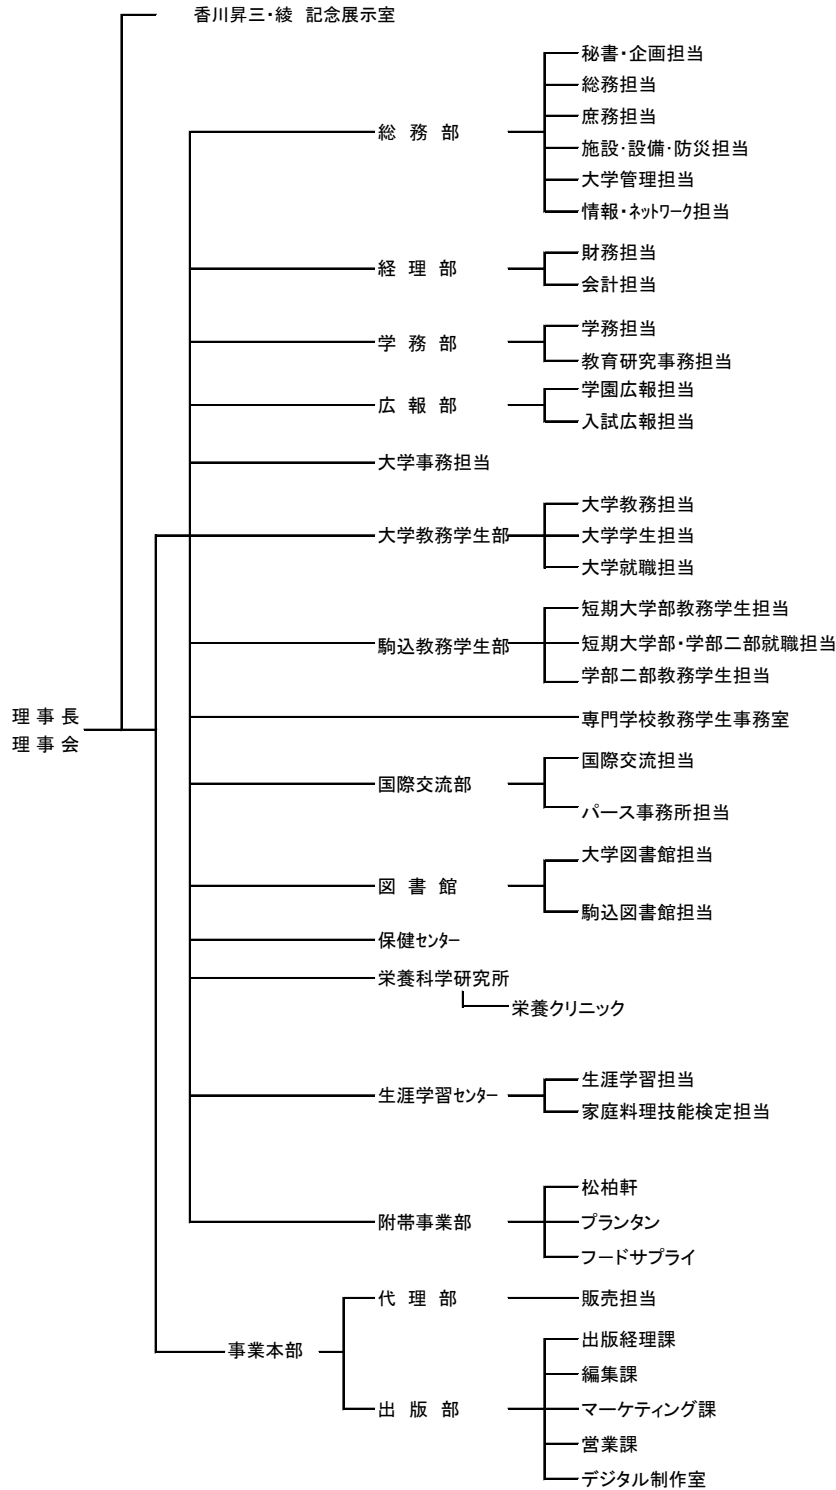 香川昇三・綾 記念展示室
秘書・企画担当
総務担当
庶務担当
総 務 部
施設・設備・防災担当
大学管理担当
情報・ネットワーク担当
財務担当
経 理 部
会計担当
学務担当
学 務 部
教育研究事務担当
学園広報担当
広 報 部
入試広報担当
大学事務担当
大学教務担当
大学教務学生部
大学学生担当
大学就職担当
短期大学部教務学生担当
駒込教務学生部
短期大学部・学部二部就職担当
学部二部教務学生担当
理 事 長
理 事 会
専門学校教務学生事務室
国際交流担当
国際交流部
パース事務所担当
大学図書館担当
図 書 館
駒込図書館担当
保健センター
栄養科学研究所
栄養クリニック
生涯学習担当
生涯学習センター
家庭料理技能検定担当
松柏軒
附帯事業部
プランタン
フードサプライ
代 理 部
販売担当
事業本部
出版経理課
編集課
出 版 部
マーケティング課
営業課
デジタル制作室